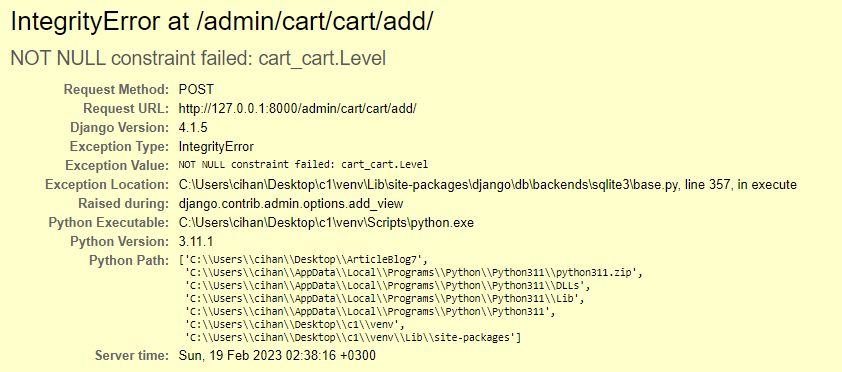 IntegrityError at /admin/cart/cart/add/
NOT NULL constraint failed: cart_cart.Level
Request Method: POST
Request URL: http://127.0.0.1:8000/admin/cart/cart/add/
Django Version: 4.1.5
Exception Type: IntegrityError
Exception Value: NOT NULL constraint failed: cart_cart.Level
Exception Location: C:\Users\cihan\Desktop\c1\venv\Lib\site-packages\django\db\backends\sqlite3\base.py, line 357, in execute
Raised during: django.contrib.admin.options.add_view
Python Executable: C:\Users\cihan\Desktop\c1\venv\Scripts\python.exe
Python Version: 3.11.1
Python Path: ['C:\\Users\\cihan\\Desktop\\ArticleBlog7',
'C:\\Users\\cihan\\AppData\\Local\\Programs\\Python\\Python311\\python311.zip',
'C:\\Users\\cihan\\AppData\\Local\\Programs\\Python\\Python311\\DLLs',
'C:\\Users\\cihan\\AppData\\Local\\Programs\\Python\\Python311\\Lib',
'C:\\Users\\cihan\\AppData\\Local\\Programs\\Python\\Python311',
'C:\\Users\\cihan\\Desktop\\c1\\venv',
'C:\\Users\\cihan\\Desktop\\c1\\venv\\Lib\\site-packages']
Server time: Sun, 19 Feb 2023 02:38:16 +0300